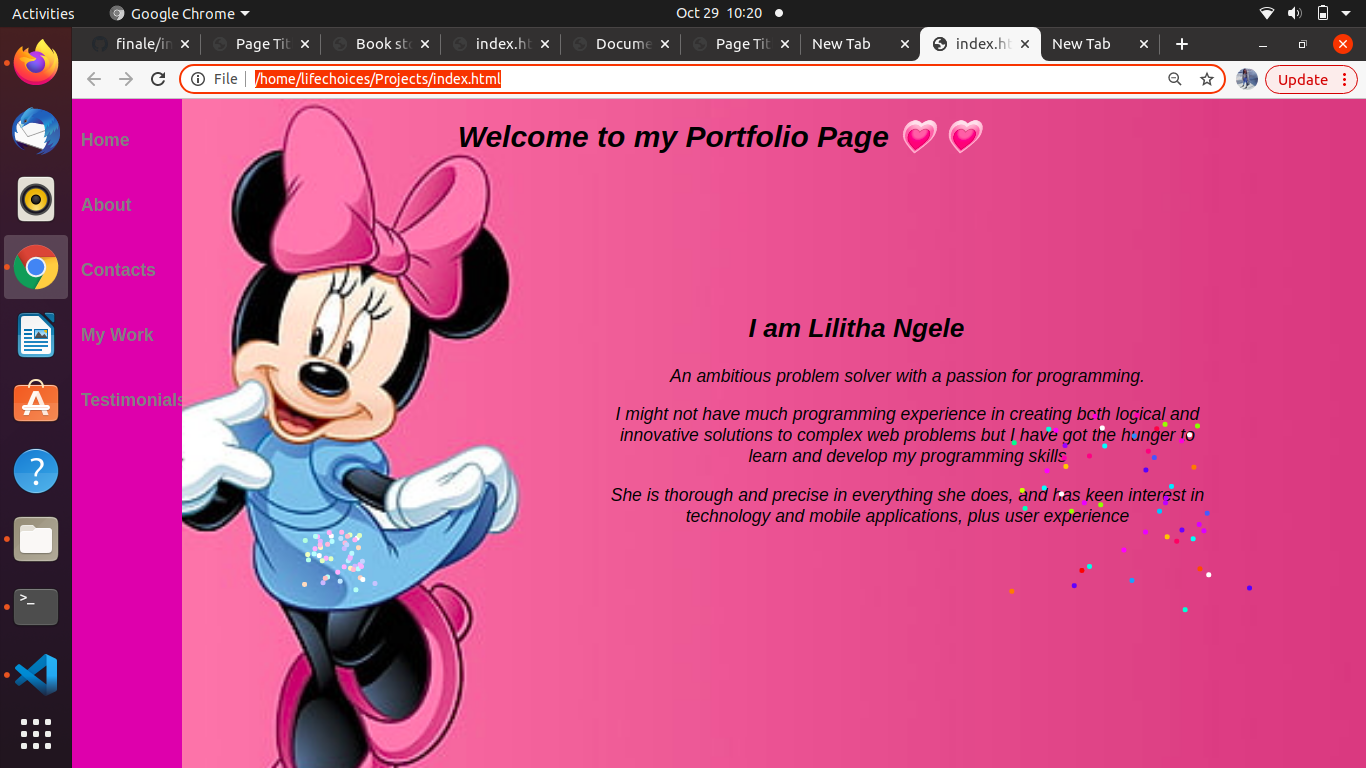 Activities
Google Chrome
Oct 29 10:20
finale/in
Page Tit
Book sto
index.ht
Docume
Page Tit
New Tab
index.ht
New Tab
File
/home/lifechoices/Projects/index.html
Update
Home
About
Contacts
My Work
Testimonials
Welcome to my Portfolio Page 💗 💗
I am Lilitha Ngele
An ambitious problem solver with a passion for programming.
I might not have much programming experience in creating both logical and
innovative solutions to complex web problems but I have got the hunger to
learn and develop my programming skills
She is thorough and precise in everything she does, and has keen interest in
technology and mobile applications, plus user experience